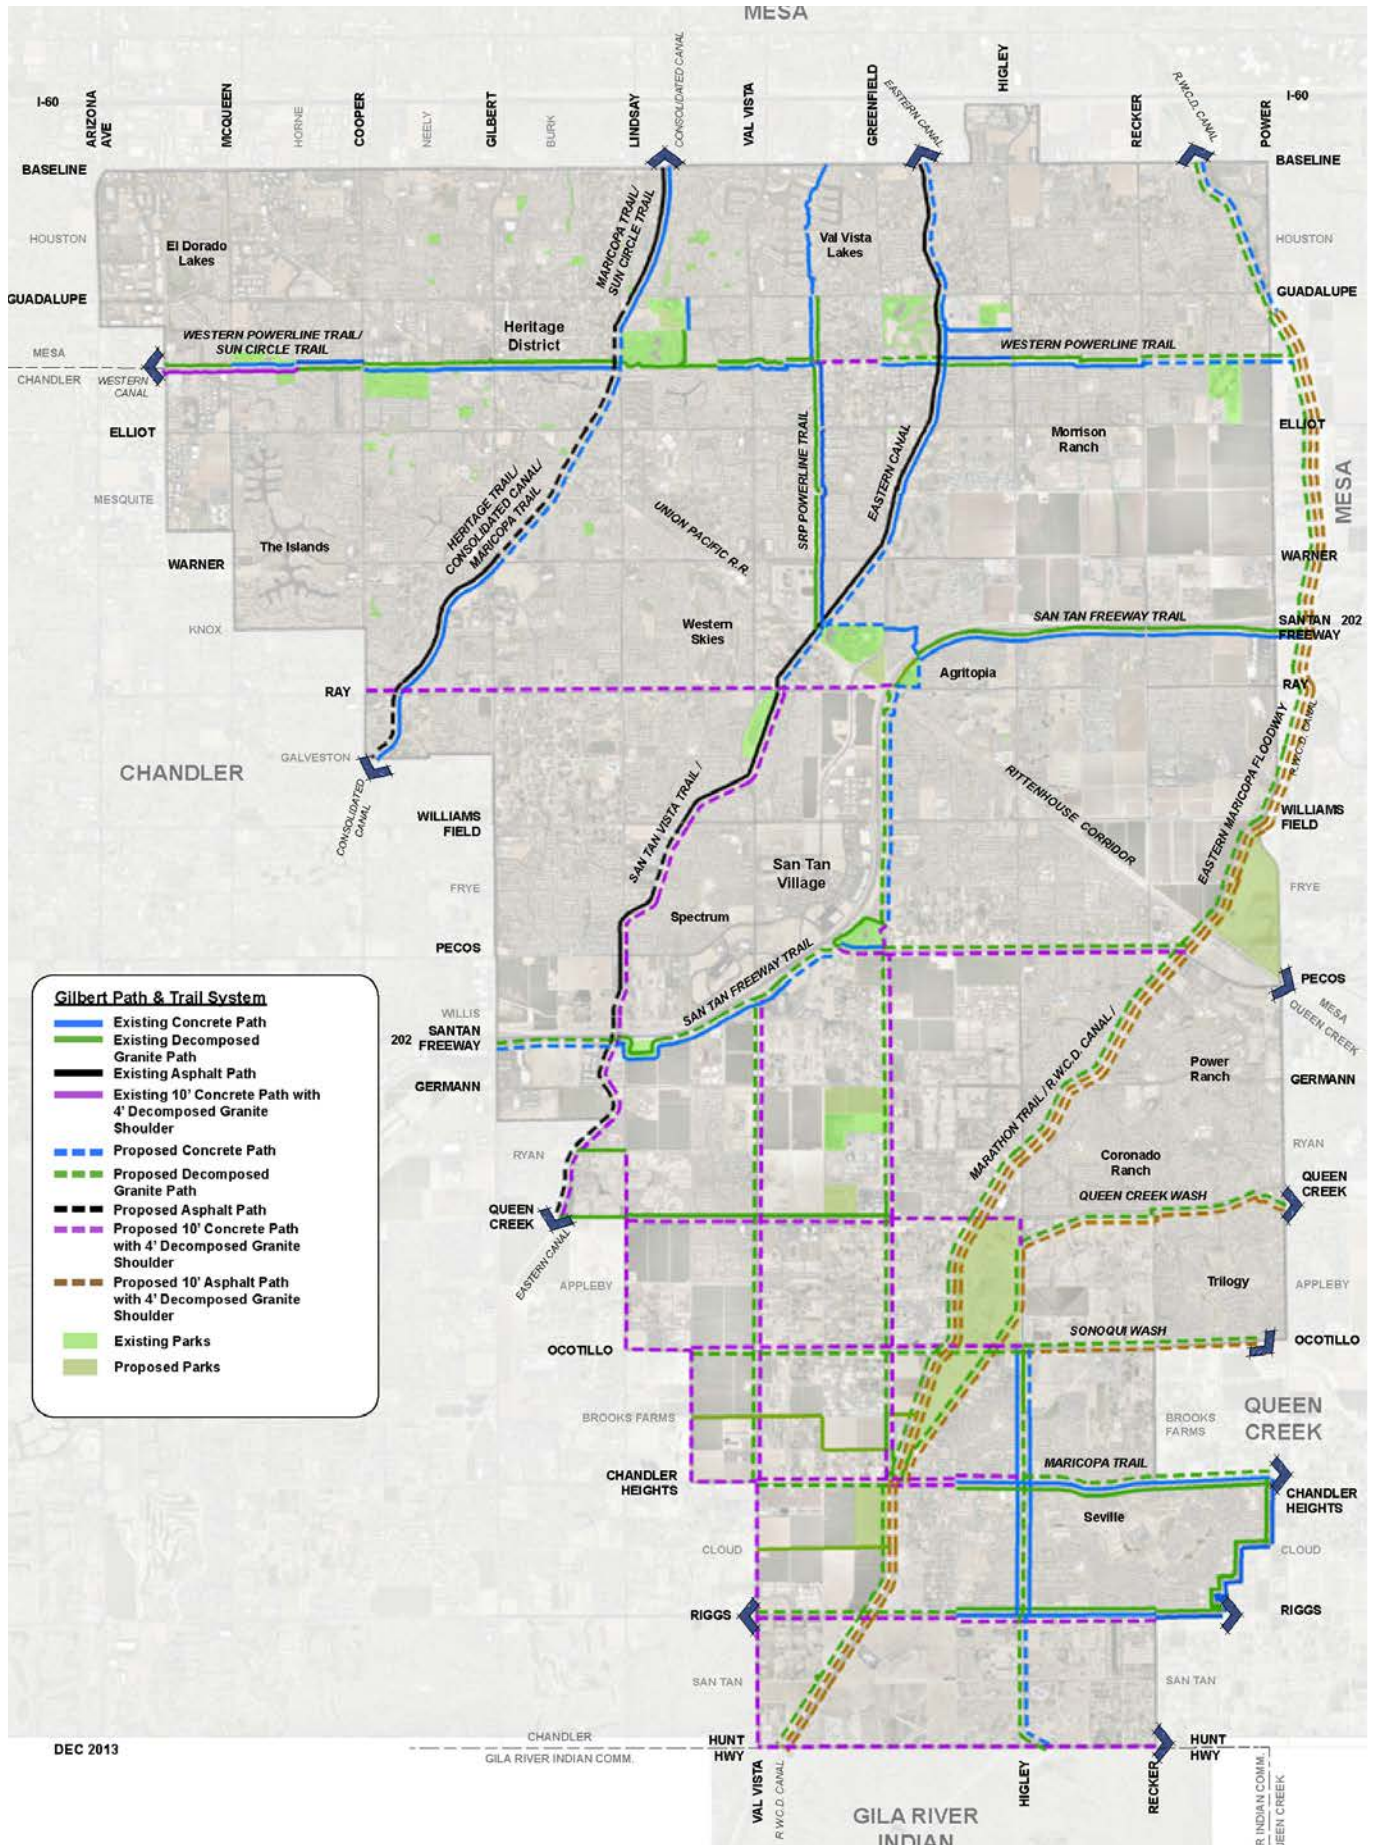 MESA
I-60
ARIZONA
AVE
MCQUEEN
HORNE
COOPER
NEELY
GILBERT
BURK
LINDSAY
CONSOLIDATED CANAL
VAL VISTA
GREENFIELD
EASTERN CANAL
HIGLEY
RECKER
R.W.C.D. CANAL
POWER
I-60
BASELINE
BASELINE
HOUSTON
El Dorado
Lakes
MARICOPA TRAIL/
SUN CIRCLE TRAIL
Val Vista
Lakes
HOUSTON
GUADALUPE
GUADALUPE
WESTERN POWERLINE TRAIL/
SUN CIRCLE TRAIL
Heritage
District
WESTERN POWERLINE TRAIL
MESA
CHANDLER
WESTERN
CANAL
ELLIOT
ELLIOT
Morrison
Ranch
SRP POWERLINE TRAIL
EASTERN CANAL
MESA
MESQUITE
HERITAGE TRAIL/
CONSOLIDATED CANAL/
MARICOPA TRAIL
UNION PACIFIC R.R.
The Islands
WARNER
WARNER
KNOX
Western
Skies
SAN TAN FREEWAY TRAIL
SANTAN 202
FREEWAY
Agritopia
RAY
RAY
R.W.C.D. CANAL
GALVESTON
CHANDLER
CONSOLIDATED
CANAL
SAN TAN VISTA TRAIL /
RITTENHOUSE CORRIDOR
EASTERN MARICOPA FLOODWAY
WILLIAMS
FIELD
WILLIAMS
FIELD
San Tan
Village
FRYE
FRYE
Spectrum
PECOS
SAN TAN FREEWAY TRAIL
PECOS
MESA
QUEEN CREEK
WILLIS
202 SANTAN
FREEWAY
GERMANN
GERMANN
Power
Ranch
MARATHON TRAIL / R.W.C.D. CANAL /
RYAN
RYAN
Coronado
Ranch
QUEEN CREEK WASH
QUEEN
CREEK
QUEEN
CREEK
EASTERN CANAL
APPLEBY
Trilogy
APPLEBY
SONOQUI WASH
OCOTILLO
OCOTILLO
BROOKS FARMS
BROOKS
FARMS
QUEEN
CREEK
MARICOPA TRAIL
CHANDLER
HEIGHTS
CHANDLER
HEIGHTS
Seville
CLOUD
CLOUD
RIGGS
RIGGS
SAN TAN
SAN TAN
Gilbert Path & Trail System
Existing Concrete Path
Existing Decomposed
Granite Path
Existing Asphalt Path
Existing 10' Concrete Path with
4' Decomposed Granite
Shoulder
Proposed Concrete Path
Proposed Decomposed
Granite Path
Proposed Asphalt Path
Proposed 10' Concrete Path
with 4' Decomposed Granite
Shoulder
Proposed 10' Asphalt Path
with 4' Decomposed Granite
Shoulder
Existing Parks
Proposed Parks
DEC 2013
CHANDLER
GILA RIVER INDIAN COMM.
HUNT
HWY
HUNT
HWY
VAL VISTA
R.W.C.D. CANAL
HIGLEY
RECKER
GILA RIVER
INDIAN
R INDIAN COMM.
UEEN CREEK